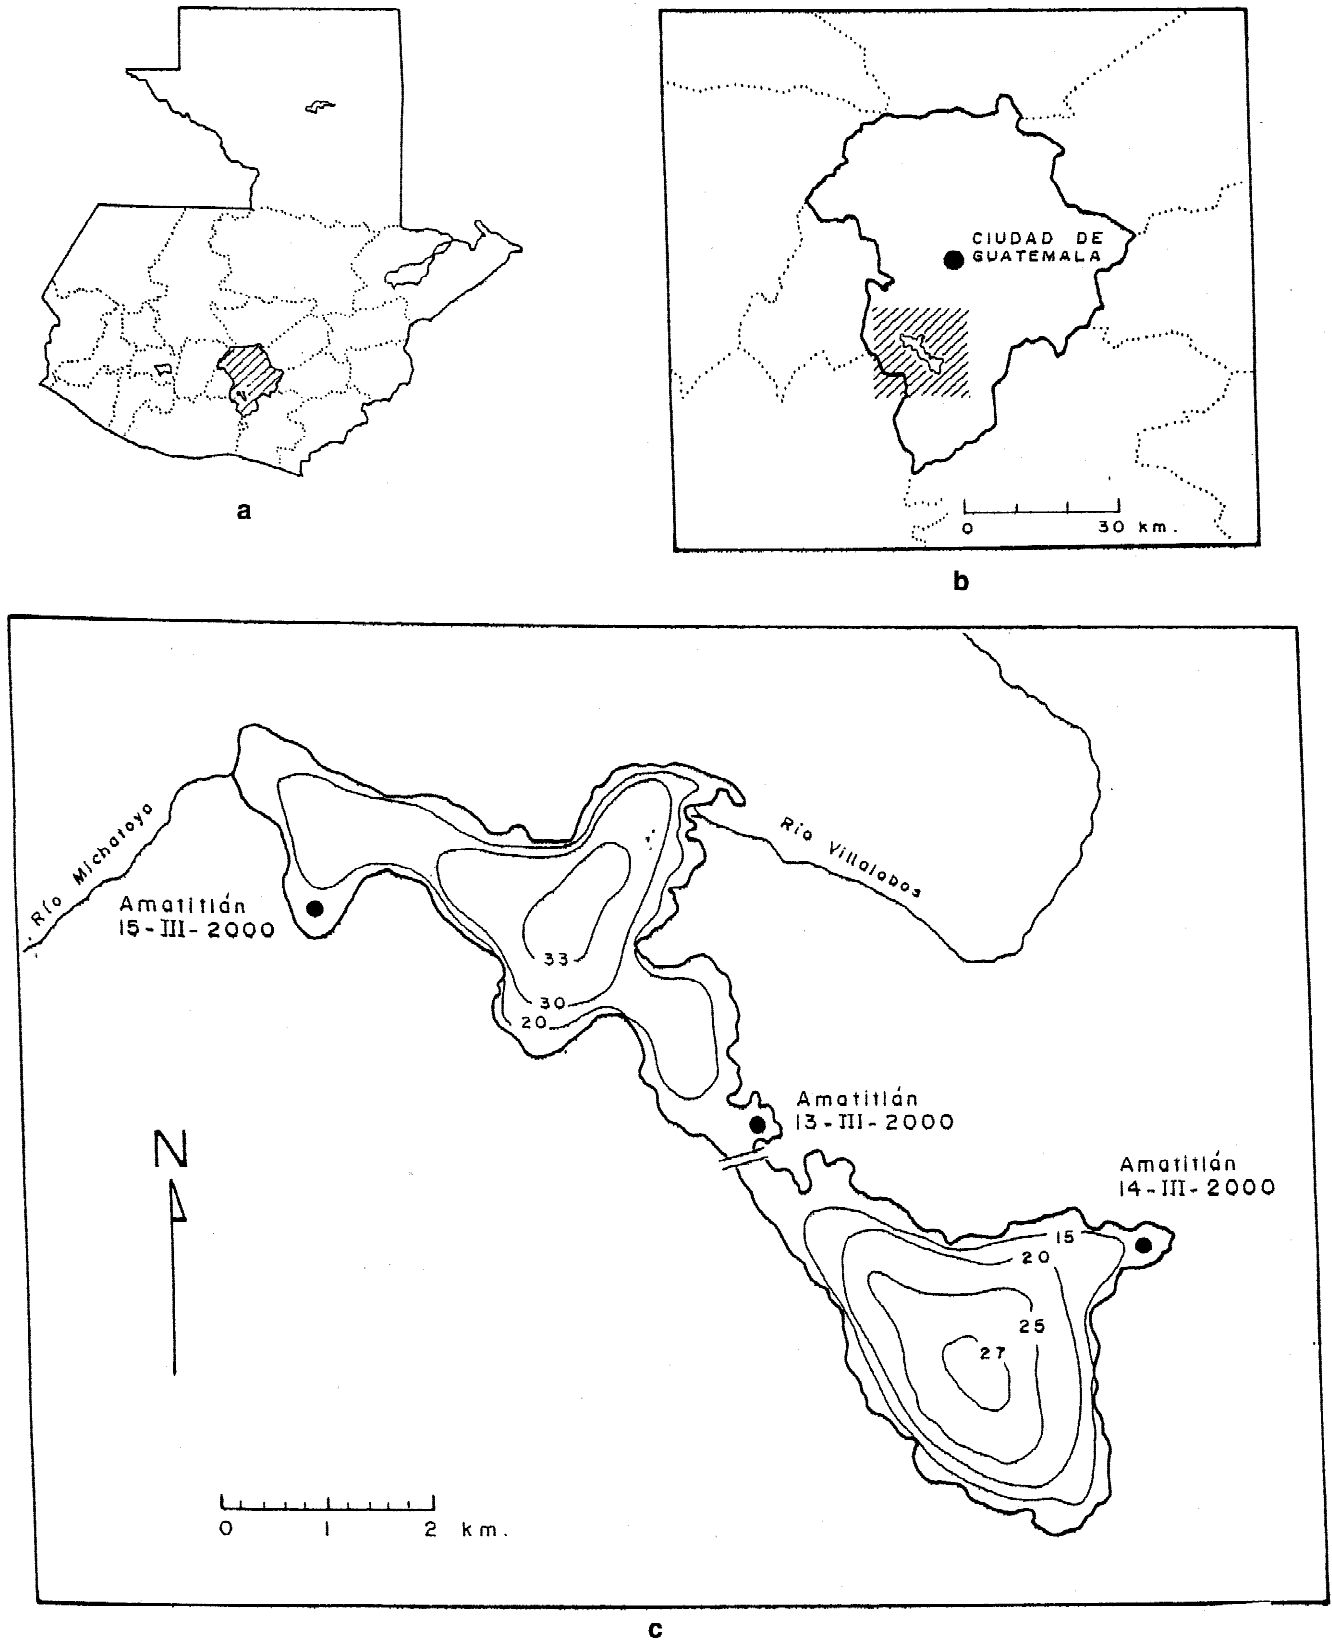 a
CIUDAD DE
GUATEMALA
0 30 km.
b
Río Michatoya
Río Villalobos
Amatitlán
15-III-2000
33
30
20
Amatitlán
13-III-2000
N
Amatitlán
14-III-2000
15
20
25
27
0 1 2 km.
c